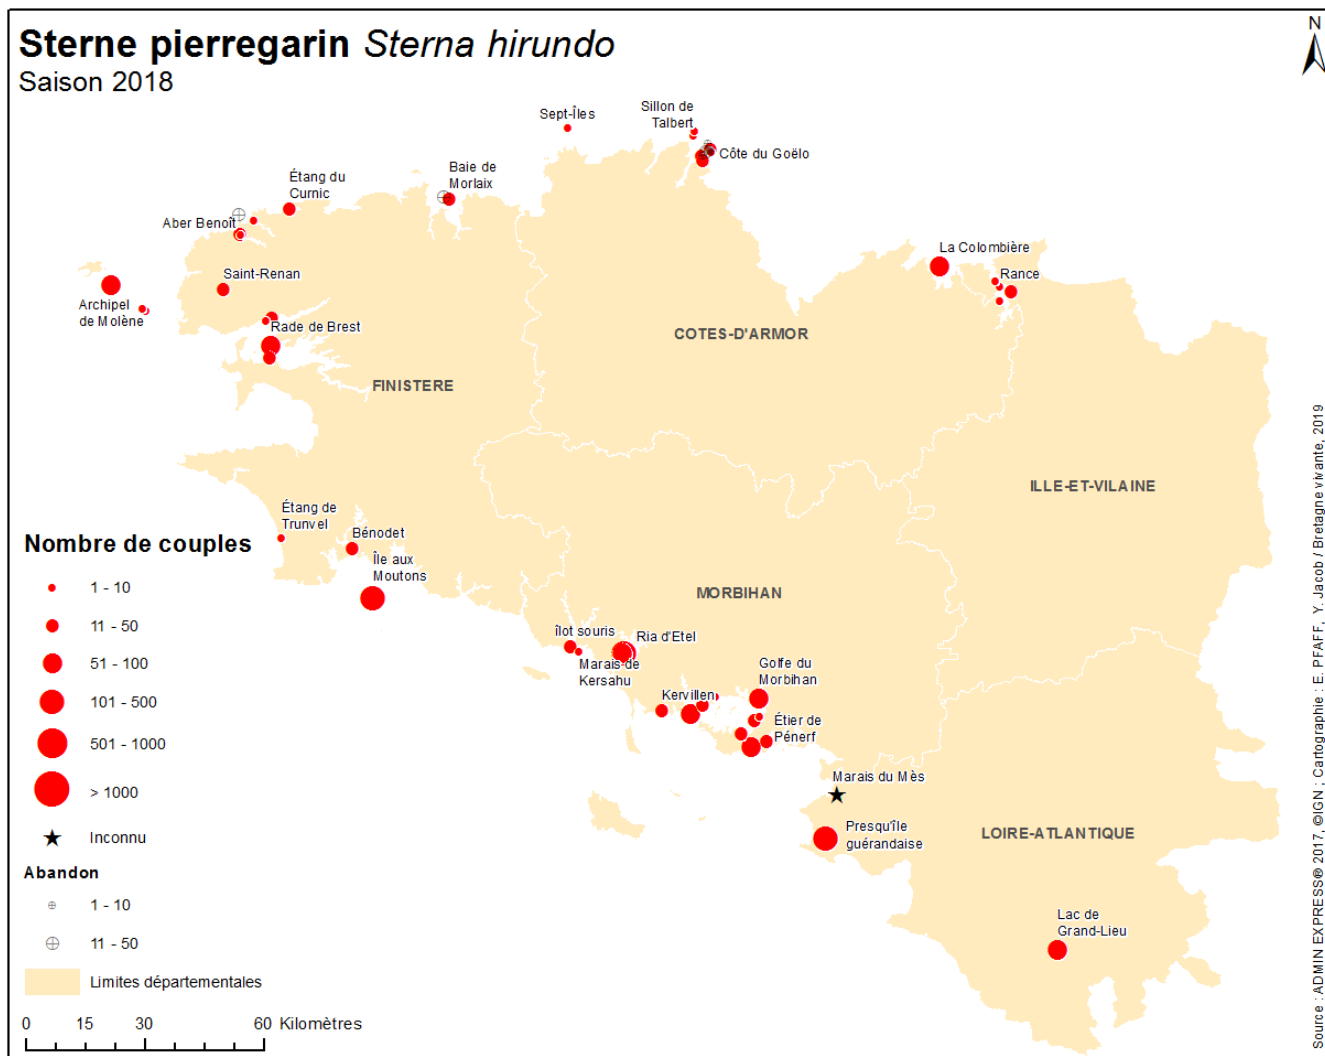 Sterne pierregarin Sterna hirundo
Saison 2018
N
Sept-Îles
Sillon de
Talbert
Côte du Goëlo
Baie de
Morlaix
Étang du
Curnic
Aber Benoît
Saint-Renan
Archipel
de Molène
Rade de Brest
La Colombière
Rance
COTES-D'ARMOR
FINISTERE
ILLE-ET-VILAINE
Étang de
Trunvel
Bénodet
Île aux
Moutons
MORBIHAN
îlot souris
Ria d'Etel
Marais de
Kersahu
Kervillen
Golfe du
Morbihan
Étier de
Pénerf
Marais du Mès
Presqu'île
guérandaise
LOIRE-ATLANTIQUE
Lac de
Grand-Lieu
Nombre de couples
1 - 10
11 - 50
51 - 100
101 - 500
501 - 1000
> 1000
Inconnu
Abandon
1 - 10
11 - 50
Limites départementales
0 15 30 60 Kilomètres
Source : ADMIN EXPRESS® 2017, ©IGN ; Cartographie : E. PFAFF, Y. Jacob / Bretagne vivante, 2019